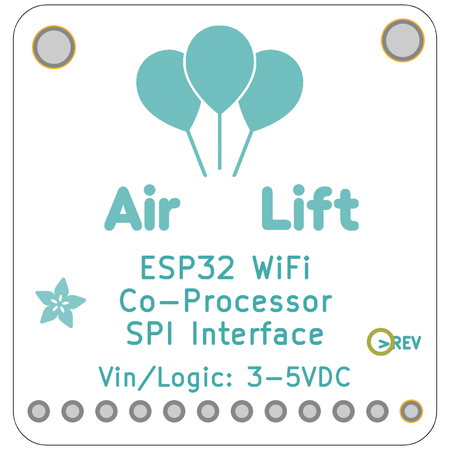 Air Lift
ESP32 WiFi
Co-Processor
SPI Interface
>REV
Vin/Logic: 3-5VDC